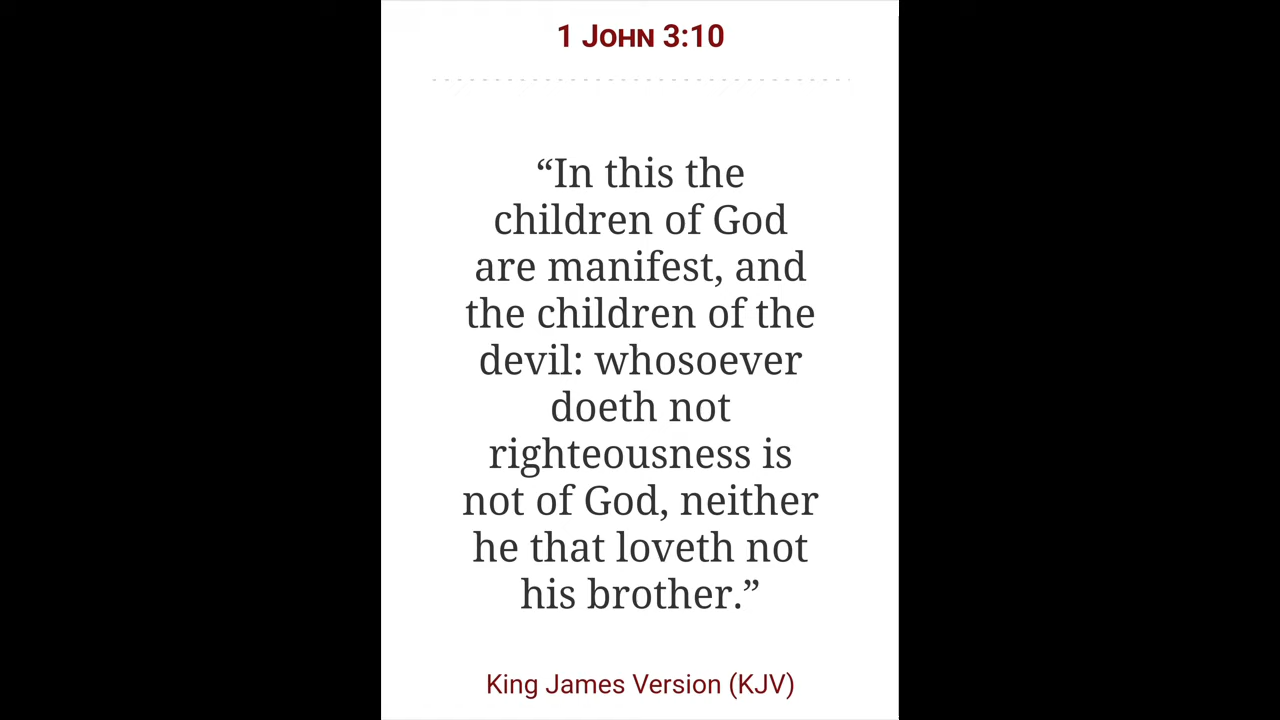 1 John 3:10
“In this the
children of God
are manifest, and
the children of the
devil: whosoever
doeth not
righteousness is
not of God, neither
he that loveth not
his brother.”
King James Version (KJV)